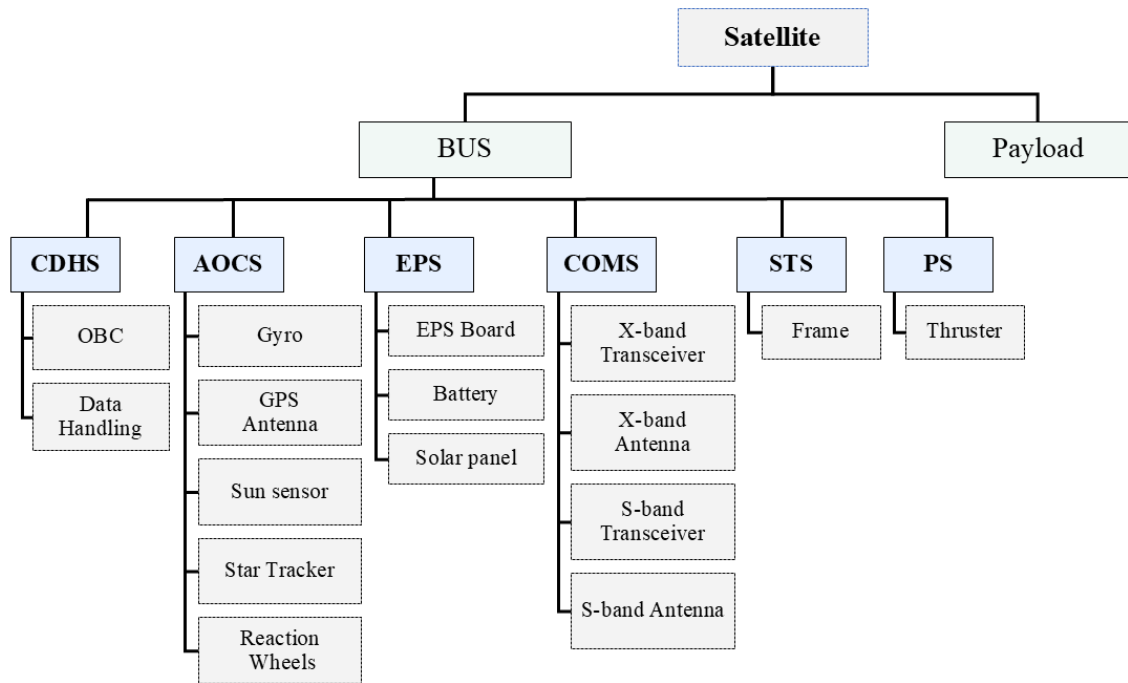 Satellite
BUS
Payload
CDHS
AOCS
EPS
COMS
STS
PS
OBC
Data
Handling
Gyro
GPS
Antenna
Sun sensor
Star Tracker
Reaction
Wheels
EPS Board
Battery
Solar panel
X-band
Transceiver
X-band
Antenna
S-band
Transceiver
S-band Antenna
Frame
Thruster